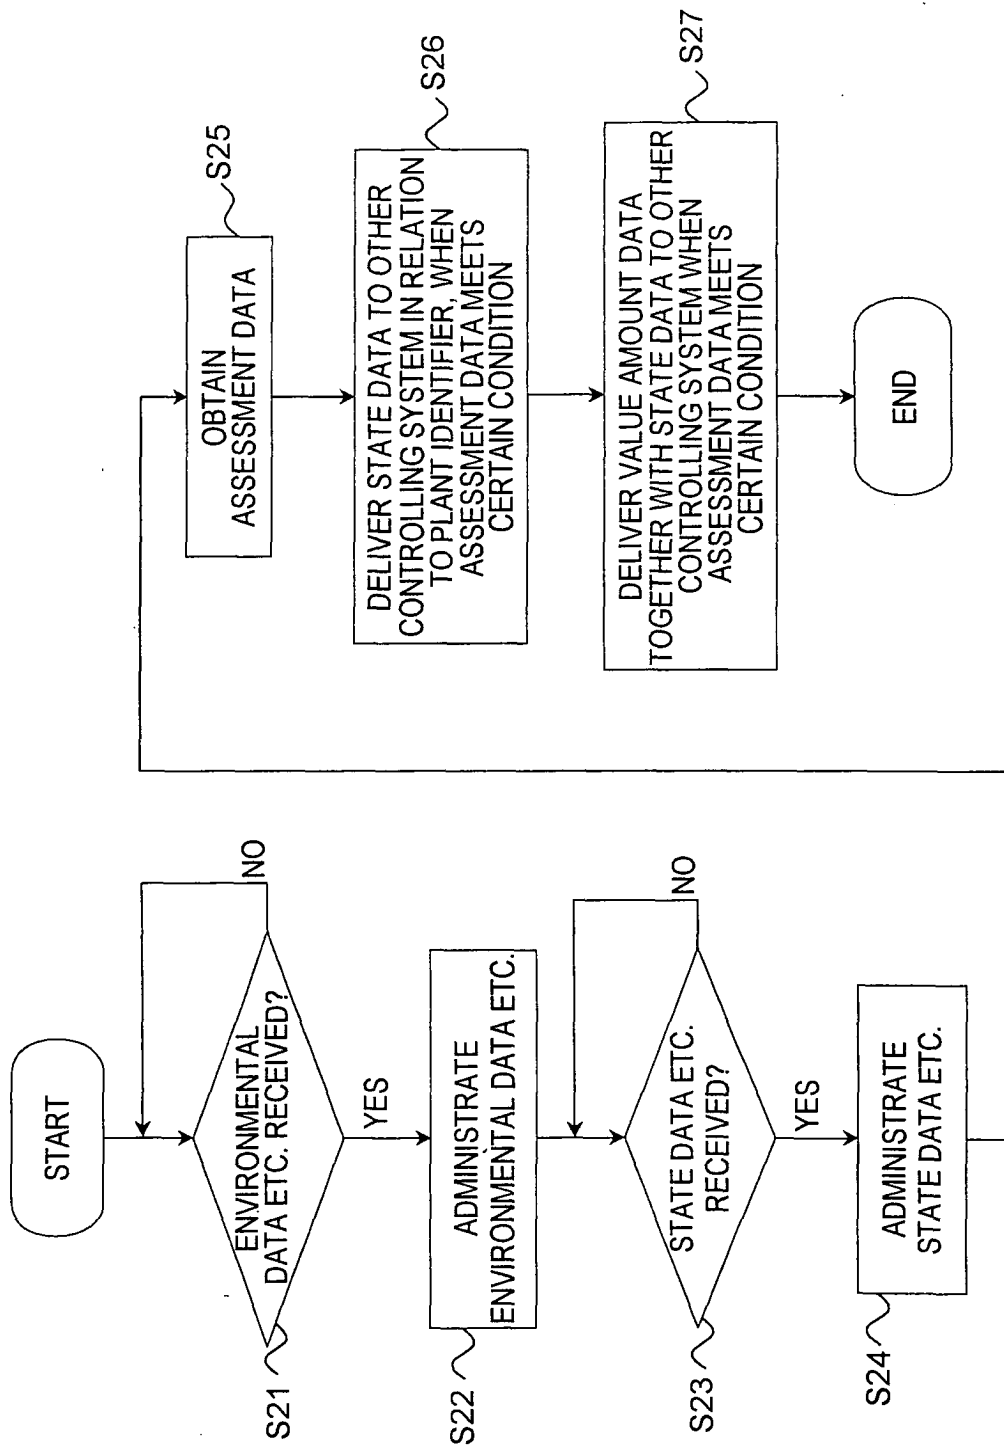 START
ENVIRONMENTAL
DATA ETC. RECEIVED?
NO
YES
S21
ADMINISTRATE
ENVIRONMENTAL DATA ETC.
S22
STATE DATA ETC.
RECEIVED?
NO
YES
S23
ADMINISTRATE
STATE DATA ETC.
S24
OBTAIN
ASSESSMENT DATA
S25
DELIVER STATE DATA TO OTHER
CONTROLLING SYSTEM IN RELATION
TO PLANT IDENTIFIER, WHEN
ASSESSMENT DATA MEETS
CERTAIN CONDITION
S26
DELIVER VALUE AMOUNT DATA
TOGETHER WITH STATE DATA TO OTHER
CONTROLLING SYSTEM WHEN
ASSESSMENT DATA MEETS
CERTAIN CONDITION
S27
END